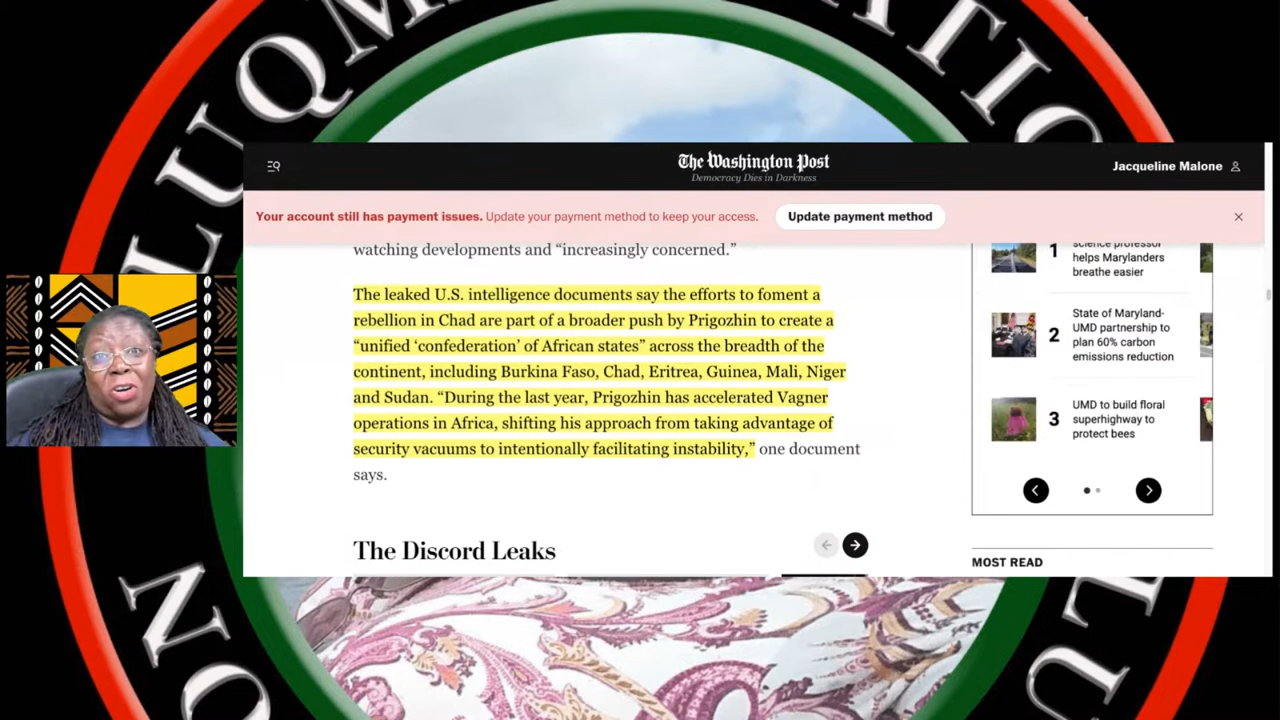 LUQM
ATIO
The Washington Post
Democracy Dies in Darkness
Jacqueline Malone
Your account still has payment issues. Update your payment method to keep your access.
Update payment method
watching developments and “increasingly concerned.”
The leaked U.S. intelligence documents say the efforts to foment a
rebellion in Chad are part of a broader push by Prigozhin to create a
“unified ‘confederation’ of African states” across the breadth of the
continent, including Burkina Faso, Chad, Eritrea, Guinea, Mali, Niger
and Sudan. “During the last year, Prigozhin has accelerated Vagner
operations in Africa, shifting his approach from taking advantage of
security vacuums to intentionally facilitating instability,” one document
says.
The Discord Leaks
1
science professor
helps Marylanders
breathe easier
2
State of Maryland-
UMD partnership to
plan 60% carbon
emissions reduction
3
UMD to build floral
superhighway to
protect bees
MOST READ
NO
UL